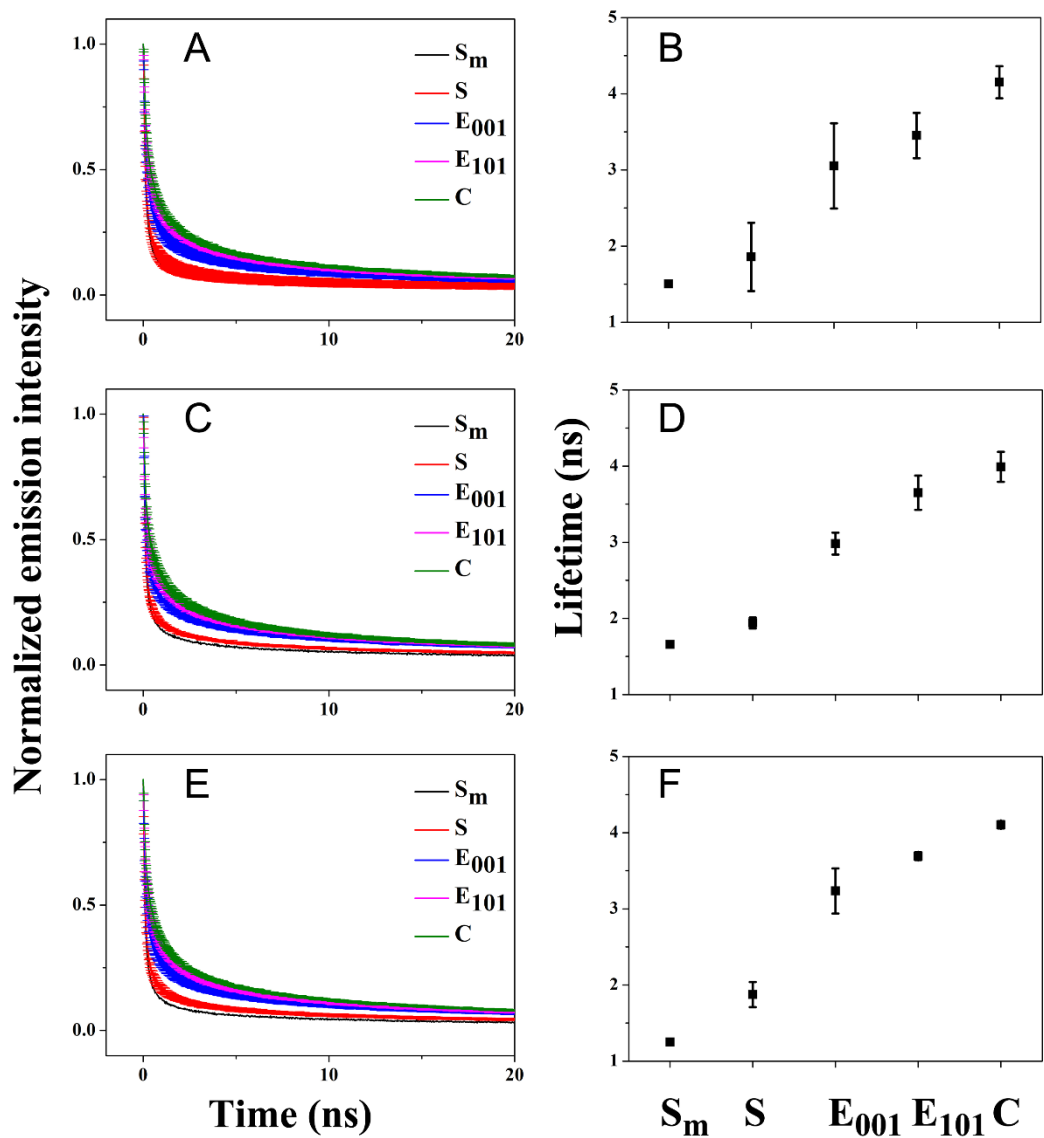 Normalized emission intensity
A
1.0
0.5
0.0
0
10
20
Sm
S
E001
E101
C
B
5
4
3
2
1
C
1.0
0.5
0.0
0
10
20
Sm
S
E001
E101
C
Lifetime (ns)
D
5
4
3
2
1
E
1.0
0.5
0.0
0
10
20
Sm
S
E001
E101
C
Time (ns)
F
5
4
3
2
1
Sm S E001 E101 C